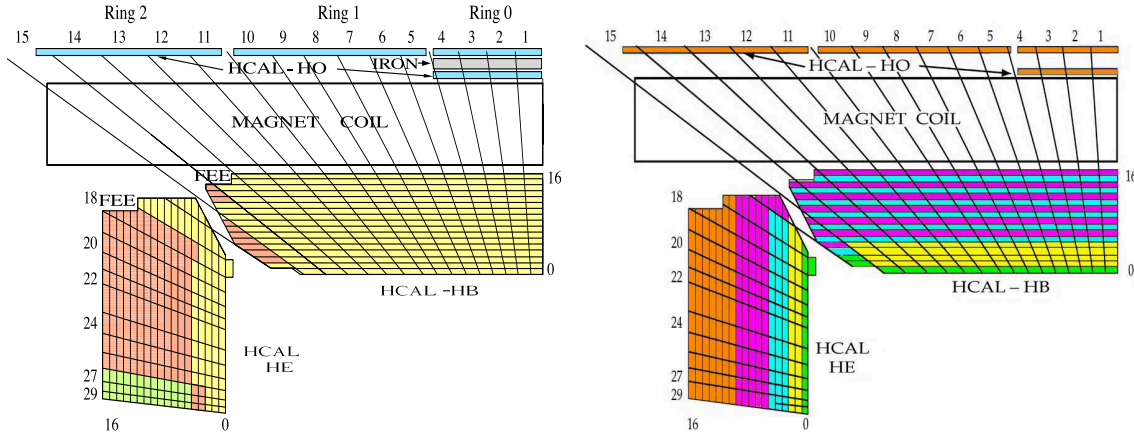 Ring 2 Ring 1 Ring 0
15 14 13 12 11 10 9 8 7 6 5 4 3 2 1
HCAL-HO IRON
MAGNET COIL
FEE
16
18 FEE
20
0
22
HCAL -HB
24
HCAL
HE
27
29
16 0
15 14 13 12 11 10 9 8 7 6 5 4 3 2 1
HCAL-HO
MAGNET COIL
16
18
20
0
22
HCAL-HB
24
HCAL
HE
27
29
16 0